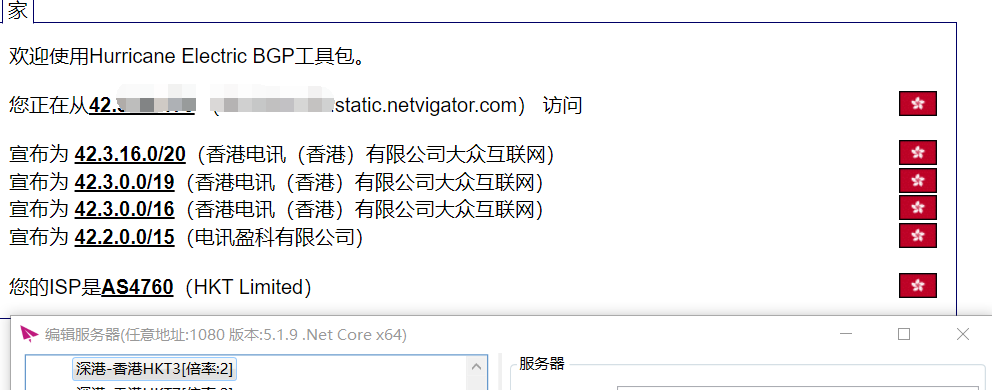 家
欢迎使用Hurricane Electric BGP工具包。
您正在从42. （ .static.netvigator.com） 访问
宣布为 42.3.16.0/20（香港电讯（香港）有限公司大众互联网）
宣布为 42.3.0.0/19（香港电讯（香港）有限公司大众互联网）
宣布为 42.3.0.0/16（香港电讯（香港）有限公司大众互联网）
宣布为 42.2.0.0/15（电讯盈科有限公司）
您的ISP是AS4760（HKT Limited）
编辑服务器(任意地址:1080 版本:5.1.9 .Net Core x64)
深港-香港HKT3[倍率:2]
服务器